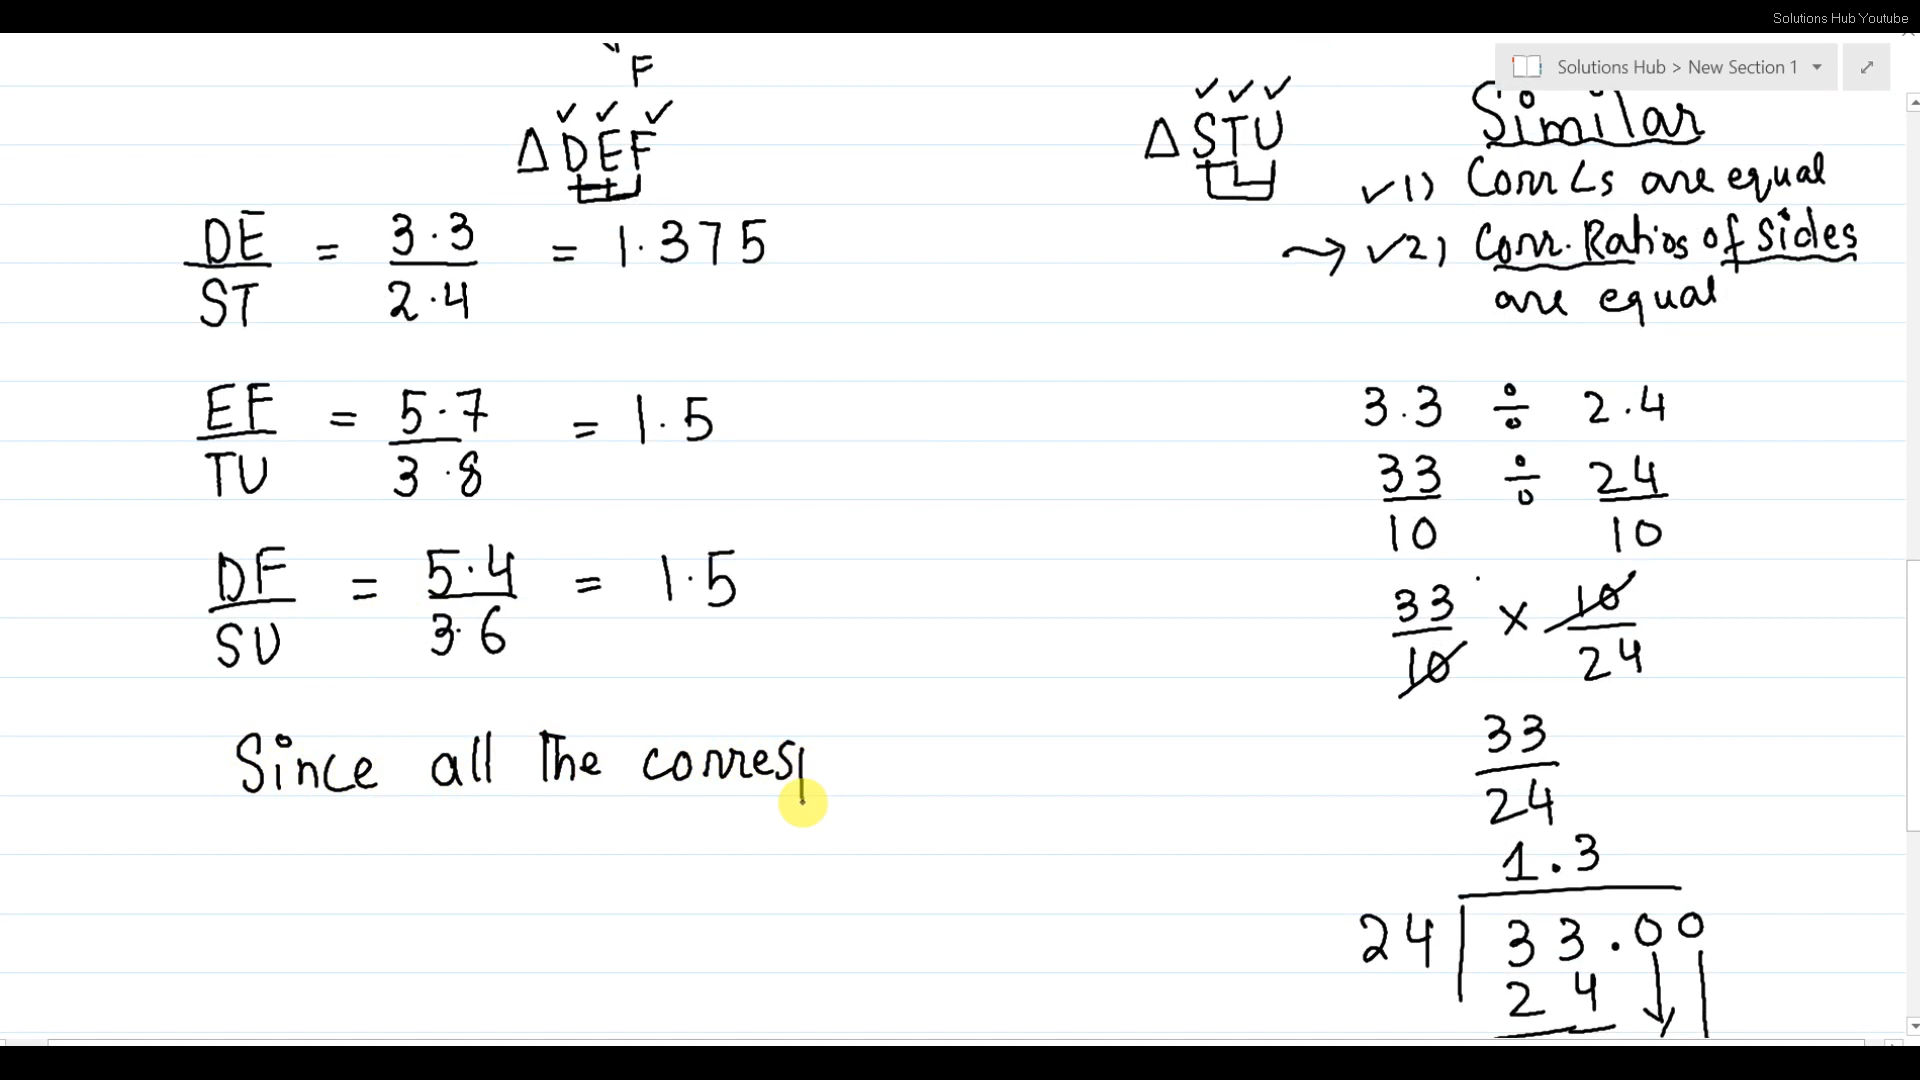 Solutions Hub Youtube
Solutions Hub > New Section 1
F
Δ DEF
Δ STU
Similar
1) Corr ∠s are equal
2) Corr. Ratios of Sides
are equal
DE/ST = 3.3/2.4 = 1.375
EF/TU = 5.7/3.8 = 1.5
DF/SU = 5.4/3.6 = 1.5
Since all the corresp
3.3 ÷ 2.4
33/10 ÷ 24/10
33/10 × 10/24
33/24
1.3
24 33.00
24